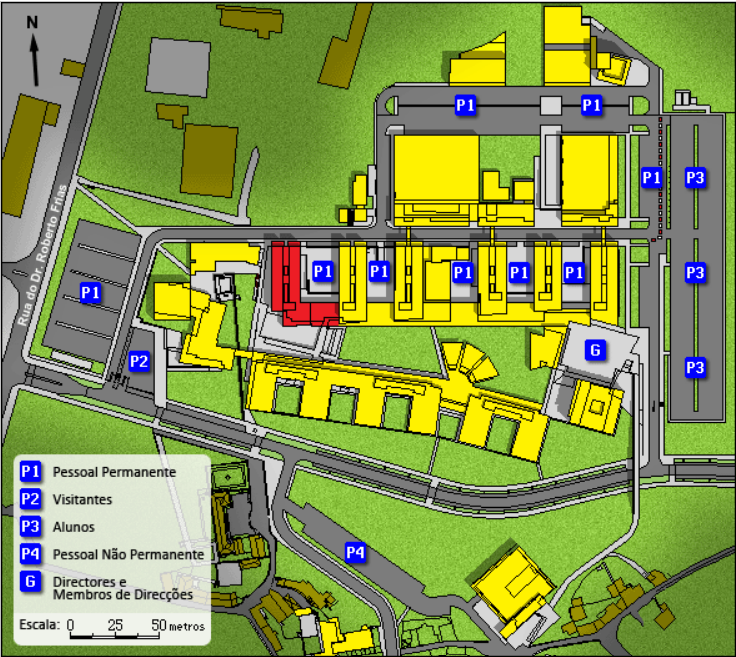 N
P1
P1
P1
P3
Rua do Dr. Roberto Frias
P1
P1
P1
P1
P1
P3
P1
G
P2
P3
P1 Pessoal Permanente
P2 Visitantes
P3 Alunos
P4 Pessoal Não Permanente
G Directores e
Membros de Direcções
P4
Escala: 0 25 50 metros